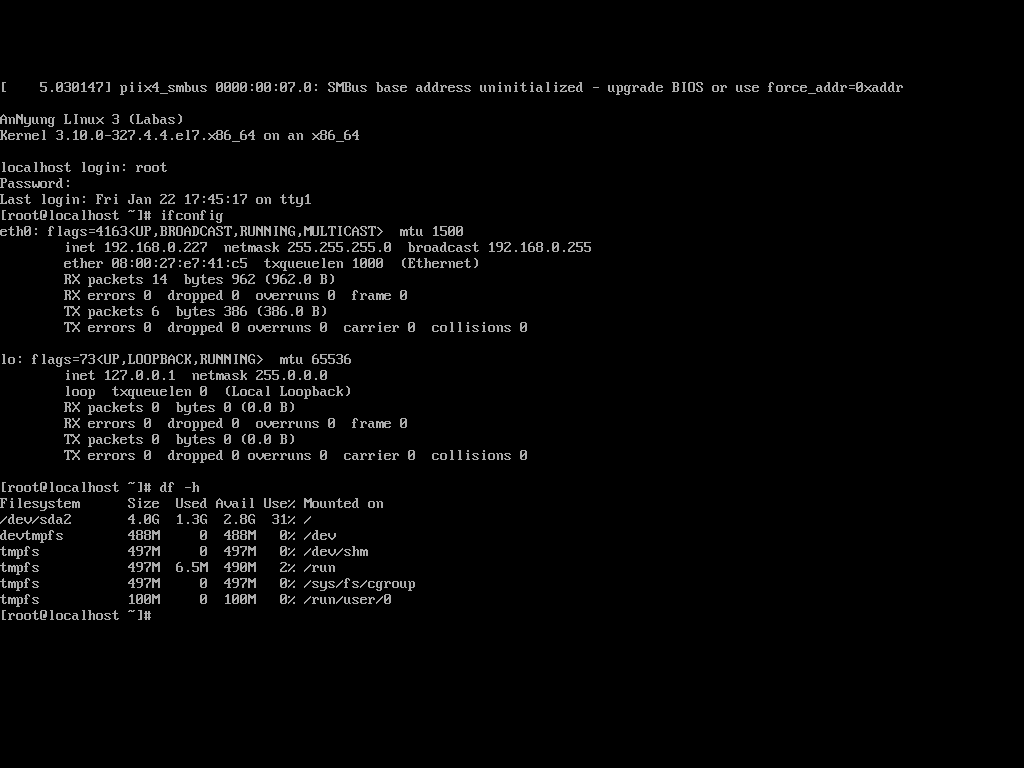 [    5.030147] piix4_smbus 0000:00:07.0: SMBus base address uninitialized - upgrade BIOS or use force_addr=0xaddr
AnNyung LInux 3 (Labas)
Kernel 3.10.0-327.4.4.el7.x86_64 on an x86_64
localhost login: root
Password:
Last login: Fri Jan 22 17:45:17 on tty1
[root@localhost ~]# ifconfig
eth0: flags=4163<UP,BROADCAST,RUNNING,MULTICAST>  mtu 1500
        inet 192.168.0.227  netmask 255.255.255.0  broadcast 192.168.0.255
        ether 08:00:27:e7:41:c5  txqueuelen 1000  (Ethernet)
        RX packets 14  bytes 962 (962.0 B)
        RX errors 0  dropped 0  overruns 0  frame 0
        TX packets 6  bytes 386 (386.0 B)
        TX errors 0  dropped 0 overruns 0  carrier 0  collisions 0
lo: flags=73<UP,LOOPBACK,RUNNING>  mtu 65536
        inet 127.0.0.1  netmask 255.0.0.0
        loop  txqueuelen 0  (Local Loopback)
        RX packets 0  bytes 0 (0.0 B)
        RX errors 0  dropped 0  overruns 0  frame 0
        TX packets 0  bytes 0 (0.0 B)
        TX errors 0  dropped 0 overruns 0  carrier 0  collisions 0
[root@localhost ~]# df -h
Filesystem      Size  Used Avail Use% Mounted on
/dev/sda2       4.0G  1.3G  2.8G  31% /
devtmpfs        488M     0  488M   0% /dev
tmpfs           497M     0  497M   0% /dev/shm
tmpfs           497M  6.5M  490M   2% /run
tmpfs           497M     0  497M   0% /sys/fs/cgroup
tmpfs           100M     0  100M   0% /run/user/0
[root@localhost ~]#